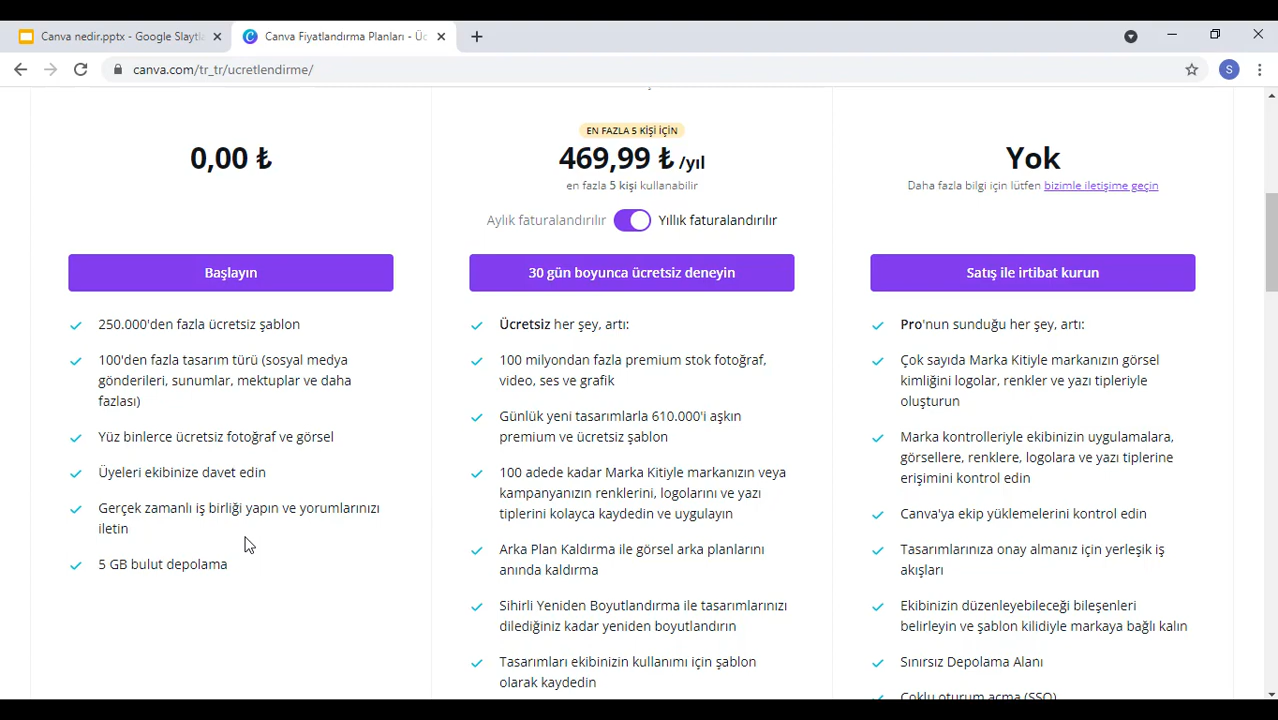 Canva nedir.pptx - Google Slaytla
Canva Fiyatlandırma Planları - Üc
S
canva.com/tr_tr/ucretlendirme/
0,00 ₺
Başlayın
250.000'den fazla ücretsiz şablon
100'den fazla tasarım türü (sosyal medya
gönderileri, sunumlar, mektuplar ve daha
fazlası)
Yüz binlerce ücretsiz fotoğraf ve görsel
Üyeleri ekibinize davet edin
Gerçek zamanlı iş birliği yapın ve yorumlarınızı
iletin
5 GB bulut depolama
EN FAZLA 5 KİŞİ İÇİN
469,99 ₺ /yıl
en fazla 5 kişi kullanabilir
Aylık faturalandırılır Yıllık faturalandırılır
30 gün boyunca ücretsiz deneyin
Ücretsiz her şey, artı:
100 milyondan fazla premium stok fotoğraf,
video, ses ve grafik
Günlük yeni tasarımlarla 610.000'i aşkın
premium ve ücretsiz şablon
100 adede kadar Marka Kitiyle markanızın veya
kampanyanızın renklerini, logolarını ve yazı
tiplerini kolayca kaydedin ve uygulayın
Arka Plan Kaldırma ile görsel arka planlarını
anında kaldırma
Sihirli Yeniden Boyutlandırma ile tasarımlarınızı
dilediğiniz kadar yeniden boyutlandırın
Tasarımları ekibinizin kullanımı için şablon
olarak kaydedin
Yok
Daha fazla bilgi için lütfen bizimle iletişime geçin
Satış ile irtibat kurun
Pro'nun sunduğu her şey, artı:
Çok sayıda Marka Kitiyle markanızın görsel
kimliğini logolar, renkler ve yazı tipleriyle
oluşturun
Marka kontrolleriyle ekibinizin uygulamalara,
görsellere, renklere, logolara ve yazı tiplerine
erişimini kontrol edin
Canva'ya ekip yüklemelerini kontrol edin
Tasarımlarınıza onay almanız için yerleşik iş
akışları
Ekibinizin düzenleyebileceği bileşenleri
belirleyin ve şablon kilidiyle markaya bağlı kalın
Sınırsız Depolama Alanı
Çoklu oturum açma (SSO)